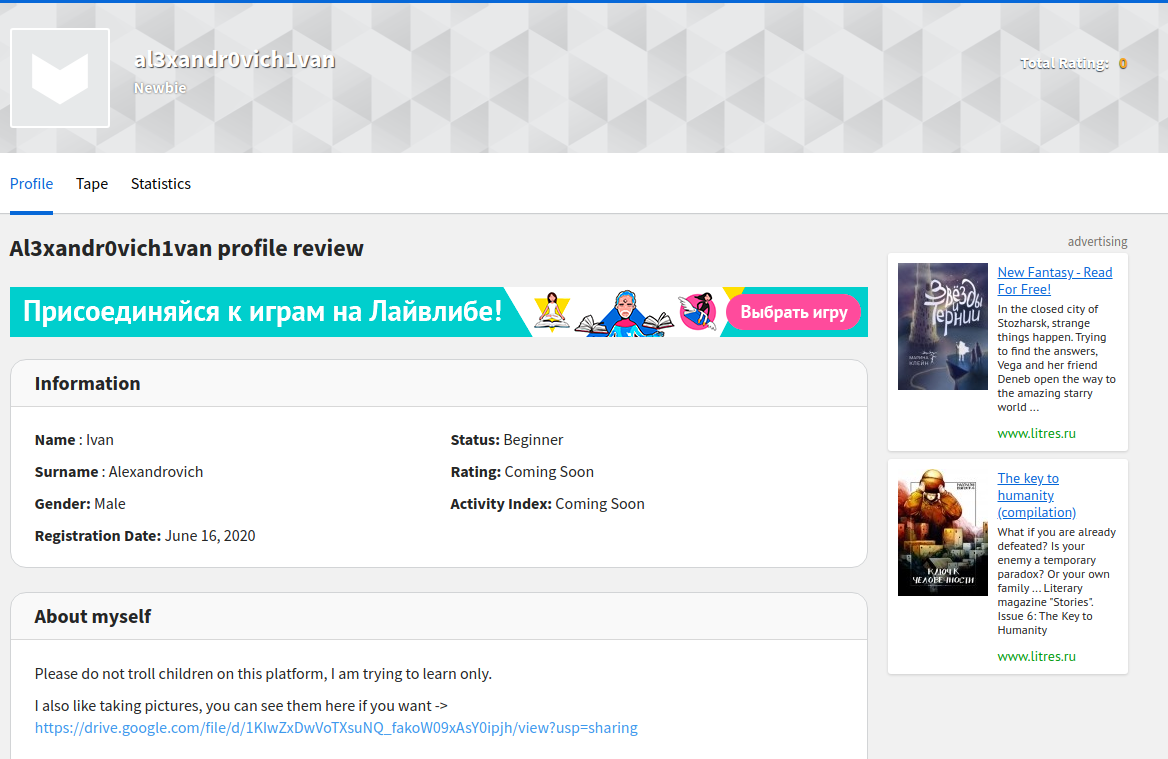 al3xandr0vich1van
Newbie
Total Rating: 0
Profile Tape Statistics
Al3xandr0vich1van profile review
Присоединяйся к играм на Лайвлибе!
Выбрать игру
Information
Name : Ivan
Surname : Alexandrovich
Gender: Male
Registration Date: June 16, 2020
Status: Beginner
Rating: Coming Soon
Activity Index: Coming Soon
About myself
Please do not troll children on this platform, I am trying to learn only.
I also like taking pictures, you can see them here if you want ->
https://drive.google.com/file/d/1KIwZxDwVoTXsuNQ_fakoW09xAsY0ipjh/view?usp=sharing
advertising
Звёзды
и тернии
МАРИНА
КЛЕЙН
New Fantasy - Read
For Free!
In the closed city of
Stozharsk, strange
things happen. Trying
to find the answers,
Vega and her friend
Deneb open the way to
the amazing starry
world ...
www.litres.ru
КЛЮЧ К
ЧЕЛОВЕЧНОСТИ
The key to
humanity
(compilation)
What if you are already
defeated? Is your
enemy a temporary
paradox? Or your own
family ... Literary
magazine "Stories".
Issue 6: The Key to
Humanity
www.litres.ru